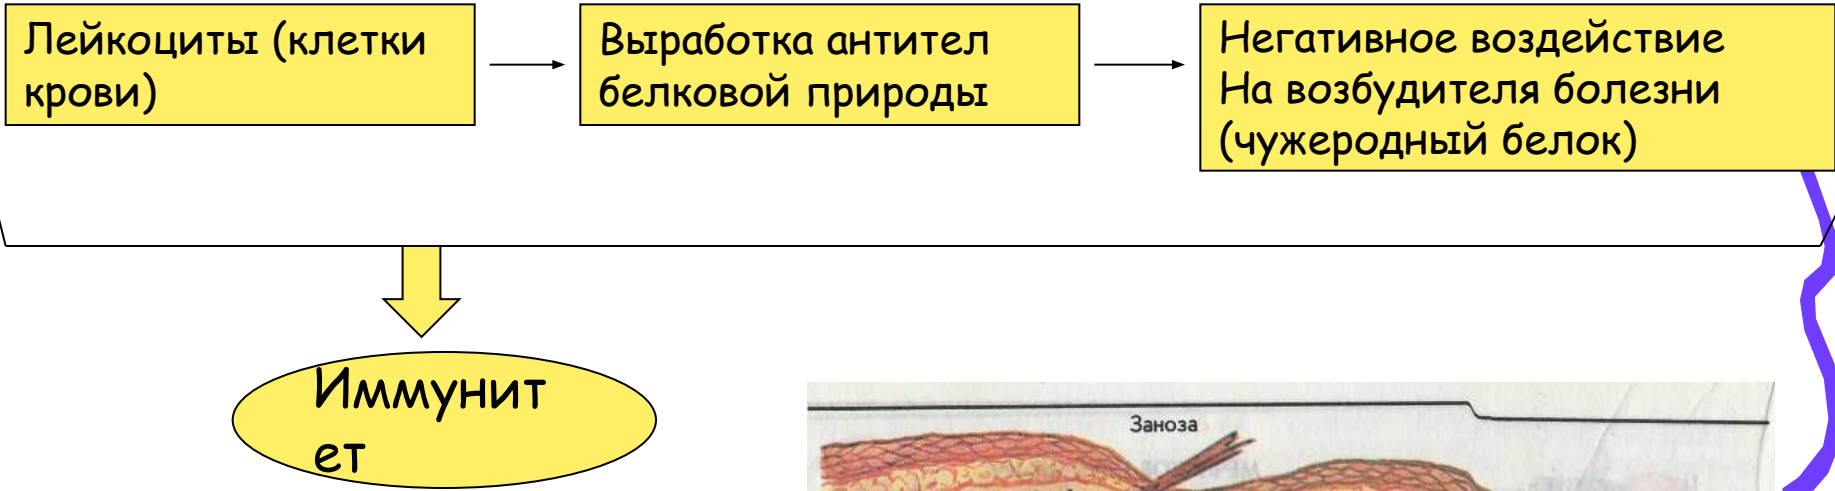 Лейкоциты (клетки
крови)
Выработка антител
белковой природы
Негативное воздействие
На возбудителя болезни
(чужеродный белок)
Иммунит
ет
Заноза